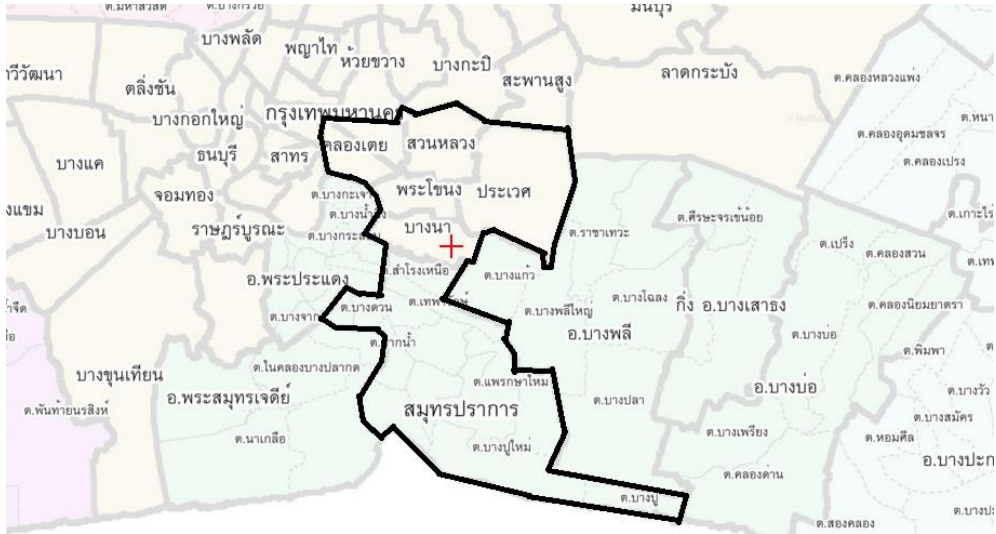 ต.มหาสวัสดิ์
ต.บางกรวย
มีนบุรี
บางพลัด
พญาไท
ห้วยขวาง
บางกะปิ
สะพานสูง
ลาดกระบัง
ต.คลองหลวงแพ่ง
ทวีวัฒนา
ตลิ่งชัน
กรุงเทพมหานคร
บางกอกใหญ่
ต.คลองอุดมชลจร
คลองเตย
สวนหลวง
ธนบุรี
สาทร
บางแค
ต.คลองเปรง
จอมทอง
ต.บางกะเจ้า
พระโขนง
ประเวศ
บางบอน
ราษฎร์บูรณะ
ต.บางกระสอบ
บางนา
ต.ราชาเทวะ
ต.ศีรษะจรเข้น้อย
ต.เปร็ง
ต.คลองสวน
อ.พระประแดง
ต.สำโรงเหนือ
ต.บางแก้ว
ต.บางโฉลง
กิ่ง อ.บางเสาธง
ต.คลองนิยมยาตรา
ต.บางจาก
ต.บางด้วน
ต.บางพลีใหญ่
อ.บางพลี
ต.บางบ่อ
ต.พิมพา
บางขุนเทียน
ต.ในคลองบางปลากด
ต.แพรกษาใหม่
อ.บางบ่อ
ต.บางวัว
อ.พระสมุทรเจดีย์
ต.พันท้ายนรสิงห์
สมุทรปราการ
ต.บางปลา
ต.บางสมัคร
ต.นาเกลือ
ต.บางปูใหม่
ต.บางเพรียง
ต.หอมศีล
อ.บางปะก
ต.คลองด่าน
ต.บางปู
ต.สองคลอง